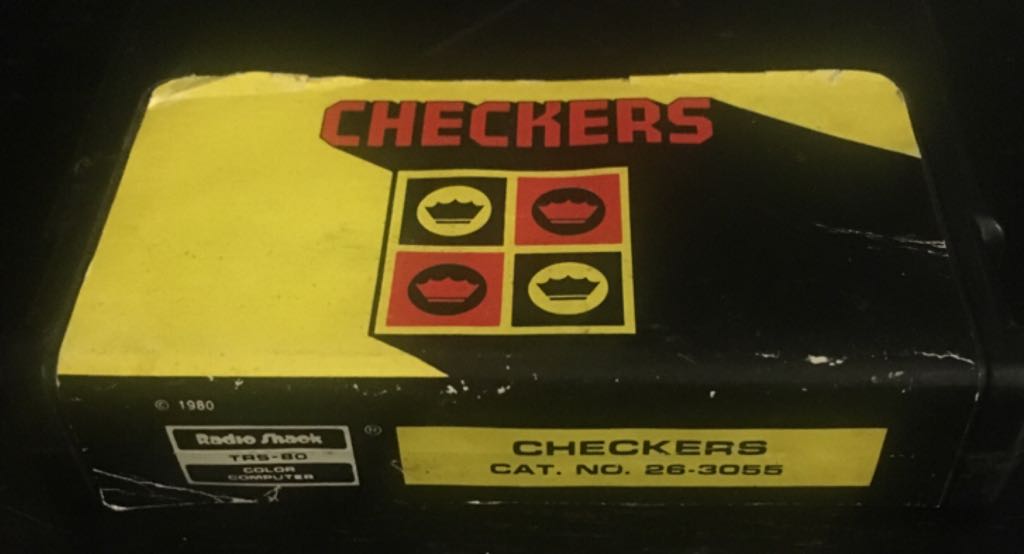 CHECKERS
© 1980
Radio Shack
®
TRS-80
COLOR
COMPUTER
CHECKERS
CAT. NO. 26-3055